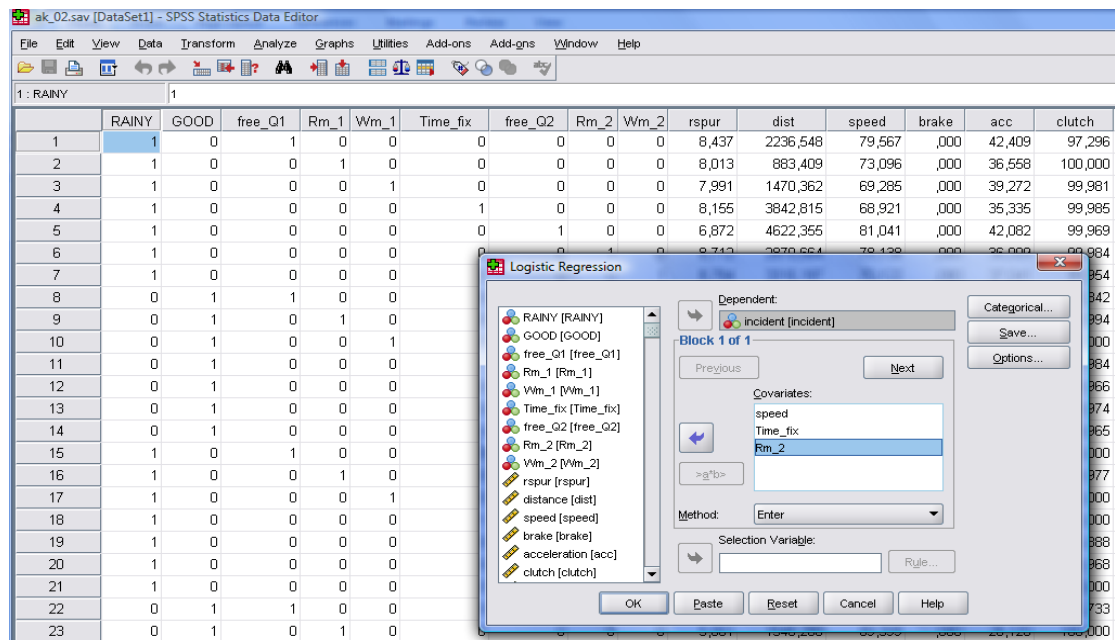 ak_02.sav [DataSet1] - SPSS Statistics Data Editor
File Edit View Data Transform Analyze Graphs Utilities Add-ons Add-ons Window Help
1 : RAINY 1
RAINY GOOD free_Q1 Rm_1 Wm_1 Time_fix free_Q2 Rm_2 Wm_2 rspur dist speed brake acc clutch
1 1 0 1 0 0 0 0 0 0 8,437 2236,548 79,567 ,000 42,409 97,296
2 1 0 0 1 0 0 0 0 0 8,013 883,409 73,096 ,000 36,558 100,000
3 1 0 0 0 1 0 0 0 0 7,991 1470,362 69,285 ,000 39,272 99,981
4 1 0 0 0 0 1 0 0 0 8,155 3842,815 68,921 ,000 35,335 99,985
5 1 0 0 0 0 0 1 0 0 6,872 4622,355 81,041 ,000 42,082 99,969
6 1 0 0 0 0
7 1 0 0 0 0
8 0 1 1 0 0
9 0 1 0 1 0
10 0 1 0 0 1
11 0 1 0 0 0
12 0 1 0 0 0
13 0 1 0 0 0
14 0 1 0 0 0
15 1 0 1 0 0
16 1 0 0 1 0
17 1 0 0 0 1
18 1 0 0 0 0
19 1 0 0 0 0
20 1 0 0 0 0
21 1 0 0 0 0
22 0 1 1 0 0
23 0 1 0 1 0
Logistic Regression
RAINY [RAINY]
GOOD [GOOD]
free_Q1 [free_Q1]
Rm_1 [Rm_1]
Wm_1 [Wm_1]
Time_fix [Time_fix]
free_Q2 [free_Q2]
Rm_2 [Rm_2]
Wm_2 [Wm_2]
rspur [rspur]
distance [dist]
speed [speed]
brake [brake]
acceleration [acc]
clutch [clutch]
Dependent:
incident [incident]
Block 1 of 1
Previous Next
Covariates:
speed
Time_fix
Rm_2
>a*b>
Method: Enter
Selection Variable:
Rule...
Categorical...
Save...
Options...
OK Paste Reset Cancel Help